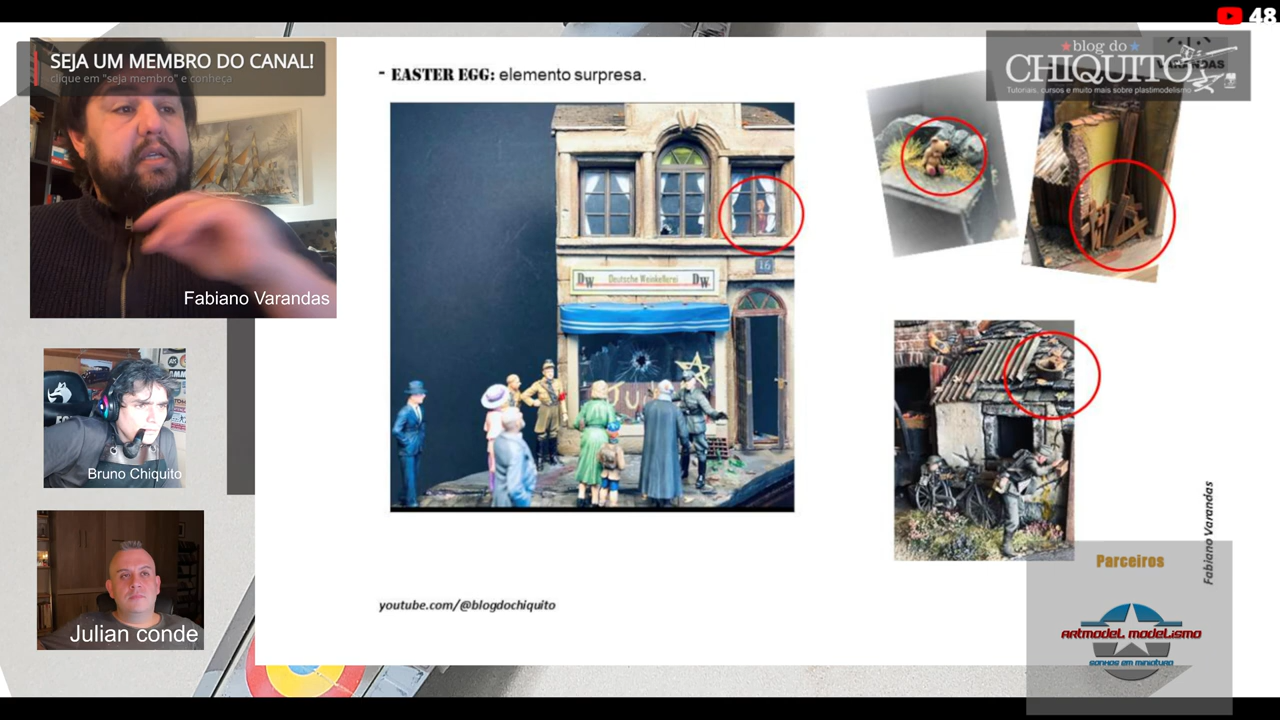 48
SEJA UM MEMBRO DO CANAL!
clique em "seja membro" e conheça
- EASTER EGG: elemento surpresa.
blog do
CHIQUITO
Tutoriais, cursos e muito mais sobre plastimodelismo
Fabiano Varandas
16
DW Deutsche Weinkellerei DW
Jud
Bruno Chiquito
Julian conde
youtube.com/@blogdochiquito
Fabiano Varandas
Parceiros
Artmodel modelismo
sonhos em miniatura